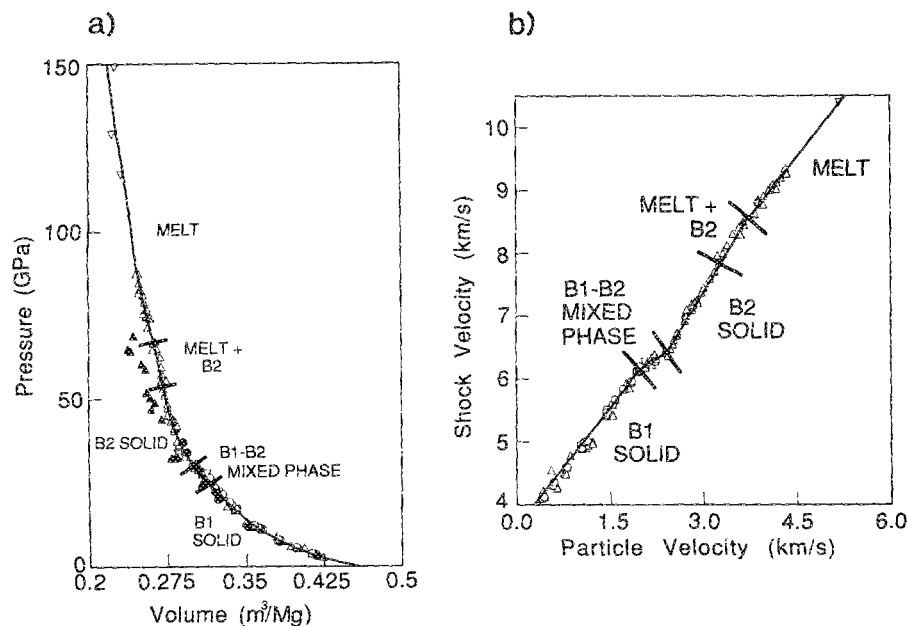 a)
150
100
50
0
Pressure (GPa)
MELT
MELT +
B2
B2 SOLID
B1-B2
MIXED PHASE
B1
SOLID
0.2
0.275
0.35
0.425
0.5
Volume (m³/Mg)
b)
10
9
8
7
6
5
4
Shock Velocity (km/s)
MELT
MELT +
B2
B1-B2
MIXED
PHASE
B2
SOLID
B1
SOLID
0.0
1.5
3.0
4.5
6.0
Particle Velocity (km/s)